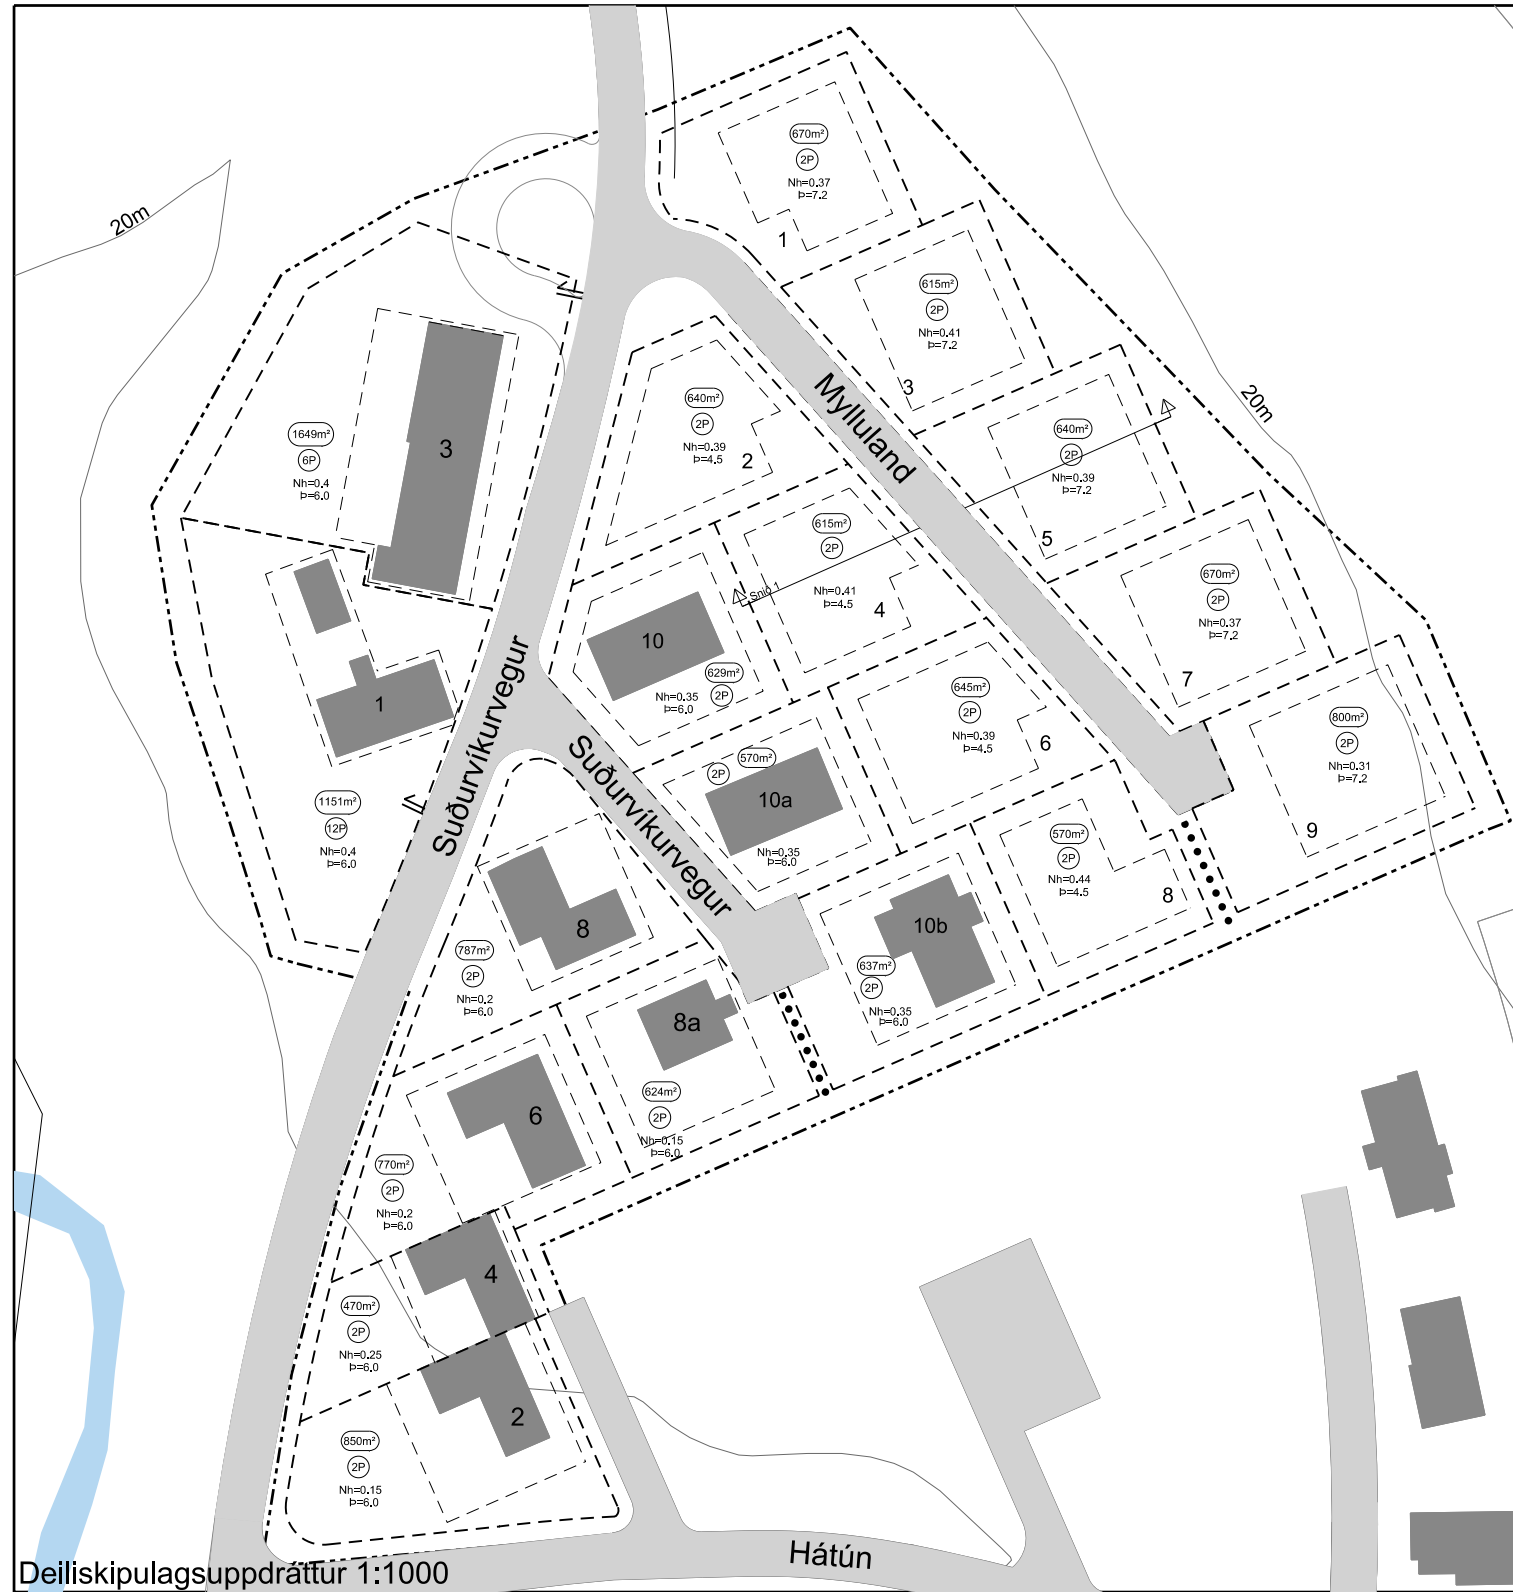 670m²
2P
Nh=0.37
Þ=7.2
1
20m
615m²
2P
Nh=0.41
Þ=7.2
3
Mylluland
20m
640m²
2P
Nh=0.39
Þ=4.5
2
640m²
2P
Nh=0.39
Þ=7.2
5
1649m²
6P
Nh=0.4
Þ=6.0
3
615m²
2P
Nh=0.41
Þ=4.5
4
Snið 1
670m²
2P
Nh=0.37
Þ=7.2
7
10
629m²
2P
Nh=0.35
Þ=6.0
645m²
2P
Nh=0.39
Þ=4.5
6
800m²
2P
Nh=0.31
Þ=7.2
9
1
Suðurvíkurvegur
Suðurvíkurvegur
570m²
2P
10a
Nh=0.35
Þ=6.0
1151m²
12P
Nh=0.4
Þ=6.0
570m²
2P
Nh=0.44
Þ=4.5
8
8
787m²
2P
Nh=0.2
Þ=6.0
10b
637m²
2P
Nh=0.35
Þ=6.0
8a
624m²
2P
Nh=0.15
Þ=6.0
6
770m²
2P
Nh=0.2
Þ=6.0
4
470m²
2P
Nh=0.25
Þ=6.0
2
850m²
2P
Nh=0.15
Þ=6.0
Hátún
Deiliskipulagsuppdráttur 1:1000